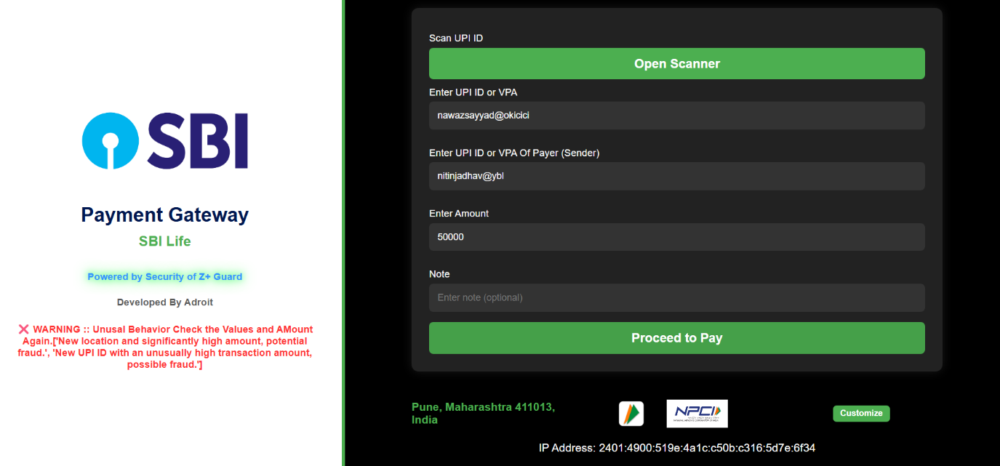 SBI
Payment Gateway
SBI Life
Powered by Security of Z+ Guard
Developed By Adroit
❌ WARNING :: Unusal Behavior Check the Values and AMount
Again.['New location and significantly high amount, potential
fraud.', 'New UPI ID with an unusually high transaction amount,
possible fraud.']
Scan UPI ID
Open Scanner
Enter UPI ID or VPA
nawazsayyad@okicici
Enter UPI ID or VPA Of Payer (Sender)
nitinjadhav@ybl
Enter Amount
50000
Note
Enter note (optional)
Proceed to Pay
Pune, Maharashtra 411013,
India
NPCI
Customize
IP Address: 2401:4900:519e:4a1c:c50b:c316:5d7e:6f34